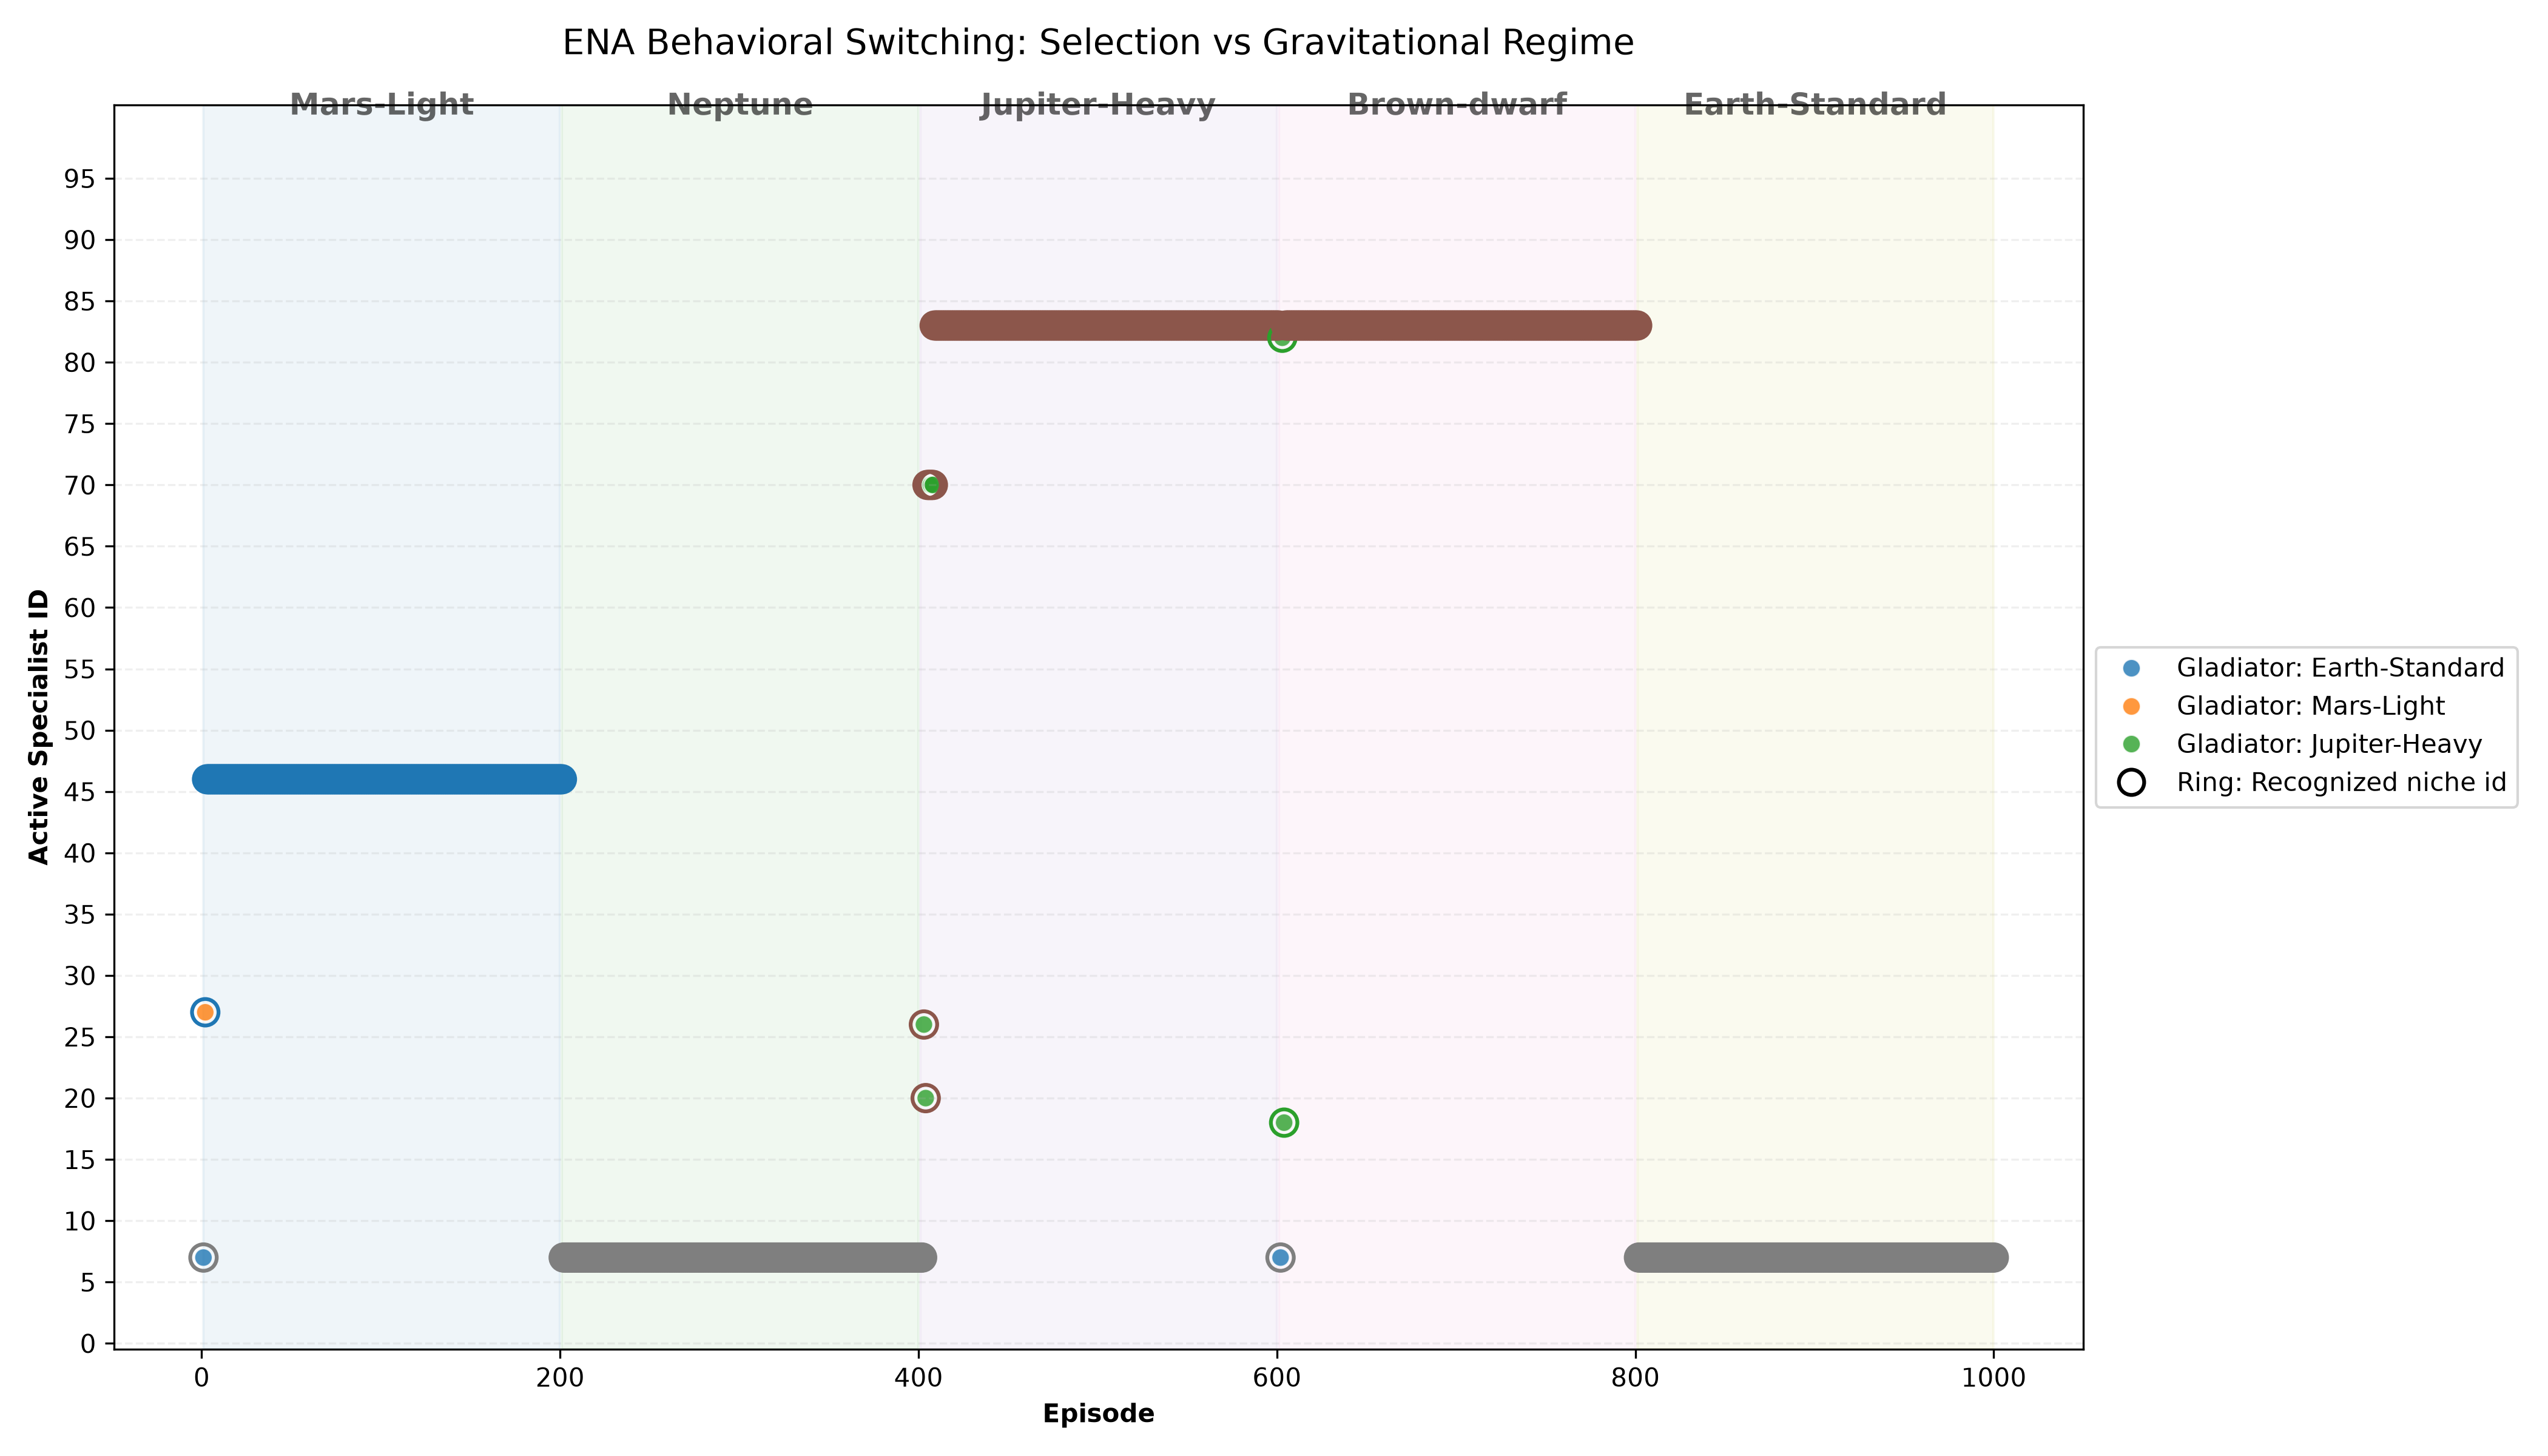 ENA Behavioral Switching: Selection vs Gravitational Regime
Mars-Light Neptune Jupiter-Heavy Brown-dwarf Earth-Standard
95
90
85
80
75
70
65
60
55
50
45
40
35
30
25
20
15
10
5
0
Active Specialist ID
0 200 400 600 800 1000
Episode
Gladiator: Earth-Standard
Gladiator: Mars-Light
Gladiator: Jupiter-Heavy
Ring: Recognized niche id